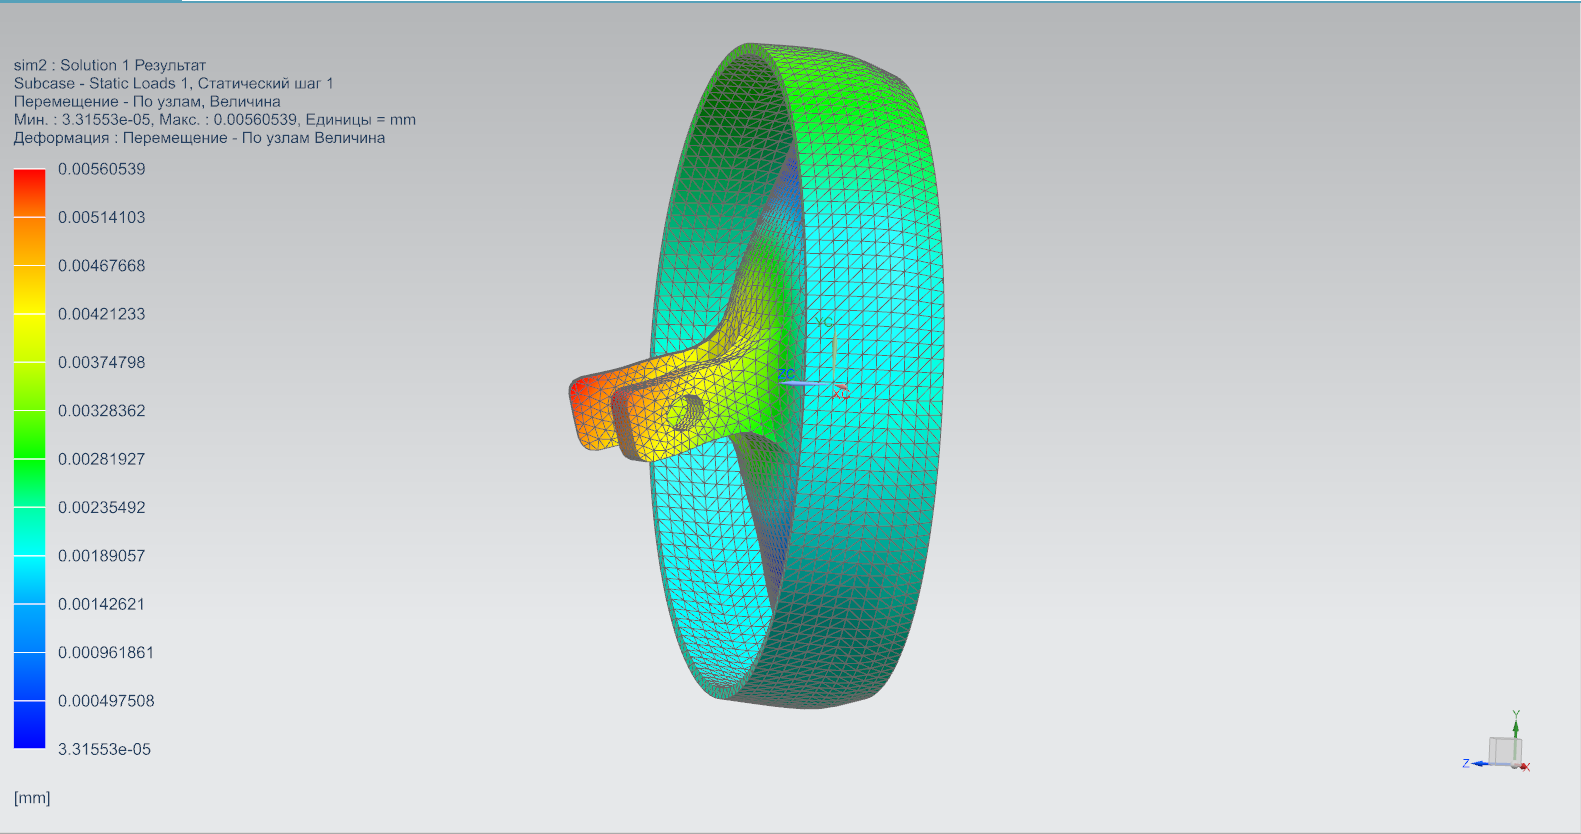 sim2 : Solution 1 Результат
Subcase - Static Loads 1, Статический шаг 1
Перемещение - По узлам, Величина
Мин. : 3.31553e-05, Макс. : 0.00560539, Единицы = mm
Деформация : Перемещение - По узлам Величина
0.00560539
0.00514103
0.00467668
0.00421233
0.00374798
0.00328362
0.00281927
0.00235492
0.00189057
0.00142621
0.000961861
0.000497508
3.31553e-05
[mm]
YC
ZC
XC
Y
Z
X